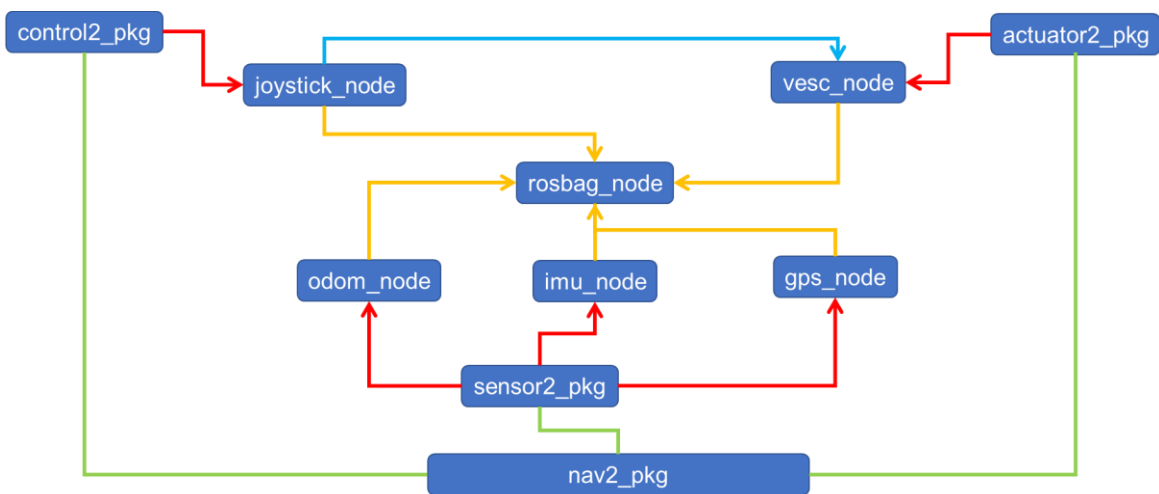 control2_pkg
actuator2_pkg
joystick_node
vesc_node
rosbag_node
odom_node
imu_node
gps_node
sensor2_pkg
nav2_pkg